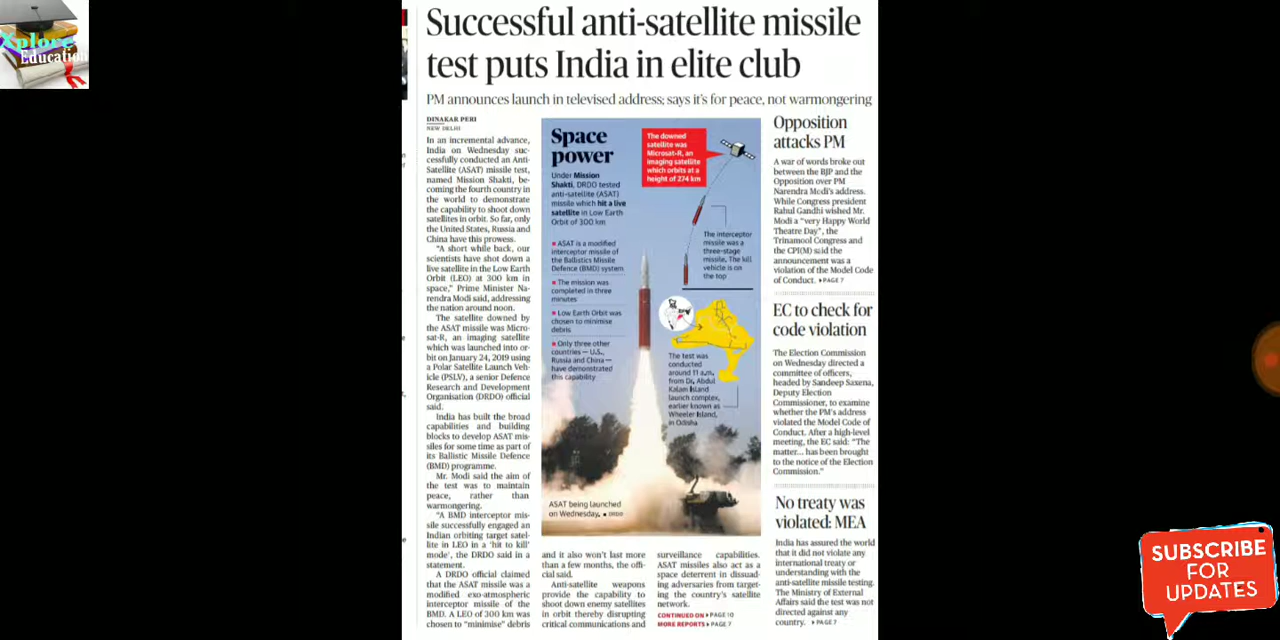 Xplore
Education
Successful anti-satellite missile
test puts India in elite club
PM announces launch in televised address; says it's for peace, not warmongering
DINAKAR PERI
NEW DELHI
In an incremental advance,
India on Wednesday suc-
cessfully conducted an Anti-
Satellite (ASAT) missile test,
named Mission Shakti, be-
coming the fourth country in
the world to demonstrate
the capability to shoot down
satellites in orbit. So far, only
the United States, Russia and
China have this prowess.
"A short while back, our
scientists have shot down a
live satellite in the Low Earth
Orbit (LEO) at 300 km in
space," Prime Minister Na-
rendra Modi said, addressing
the nation around noon.
The satellite downed by
the ASAT missile was Micro-
sat-R, an imaging satellite
which was launched into or-
bit on January 24, 2019 using
a Polar Satellite Launch Veh-
icle (PSLV), a senior Defence
Research and Development
Organisation (DRDO) official
said.
India has built the broad
capabilities and building
blocks to develop ASAT mis-
siles for some time as part of
its Ballistic Missile Defence
(BMD) programme.
Mr. Modi said the aim of
the test was to maintain
peace, rather than
warmongering.
"A BMD interceptor mis-
sile successfully engaged an
Indian orbiting target satel-
lite in LEO in a 'hit to kill'
mode', the DRDO said in a
statement.
A DRDO official claimed
that the ASAT missile was a
modified exo-atmospheric
interceptor missile of the
BMD. A LEO of 300 km was
chosen to "minimise" debris
Space
power
Under Mission
Shakti, DRDO tested
anti-satellite (ASAT)
missile which hit a live
satellite in Low Earth
Orbit of 300 km
ASAT is a modified
interceptor missile of
the Ballistics Missile
Defence (BMD) system
The mission was
completed in three
minutes
Low Earth Orbit was
chosen to minimise
debris
Only three other
countries — U.S.,
Russia and China —
have demonstrated
this capability
The downed
satellite was
Microsat-R, an
imaging satellite
which orbits at a
height of 274 km
The interceptor
missile was a
three-stage
missile, The kill
vehicle is on
the top
The test was
conducted
around 11 a.m.
from Dr. Abdul
Kalam Island
launch complex,
earlier known as
Wheeler Island,
in Odisha
ASAT being launched
on Wednesday. • DRDO
and it also won't last more
than a few months, the offi-
cial said.
Anti-satellite weapons
provide the capability to
shoot down enemy satellites
in orbit thereby disrupting
critical communications and
surveillance capabilities.
ASAT missiles also act as a
space deterrent in dissuad-
ing adversaries from target-
ing the country's satellite
network.
CONTINUED ON ▸ PAGE 10
MORE REPORTS ▸ PAGE 7
Opposition
attacks PM
A war of words broke out
between the BJP and the
Opposition over PM
Narendra Modi's address.
While Congress president
Rahul Gandhi wished Mr.
Modi a "very Happy World
Theatre Day", the
Trinamool Congress and
the CPI(M) said the
announcement was a
violation of the Model Code
of Conduct. ▸ PAGE 7
EC to check for
code violation
The Election Commission
on Wednesday directed a
committee of officers,
headed by Sandeep Saxena,
Deputy Election
Commissioner, to examine
whether the PM's address
violated the Model Code of
Conduct. After a high-level
meeting, the EC said: "The
matter... has been brought
to the notice of the Election
Commission."
No treaty was
violated: MEA
India has assured the world
that it did not violate any
international treaty or
understanding with the
anti-satellite missile testing.
The Ministry of External
Affairs said the test was not
directed against any
country. ▸ PAGE 7
SUBSCRIBE
FOR
UPDATES